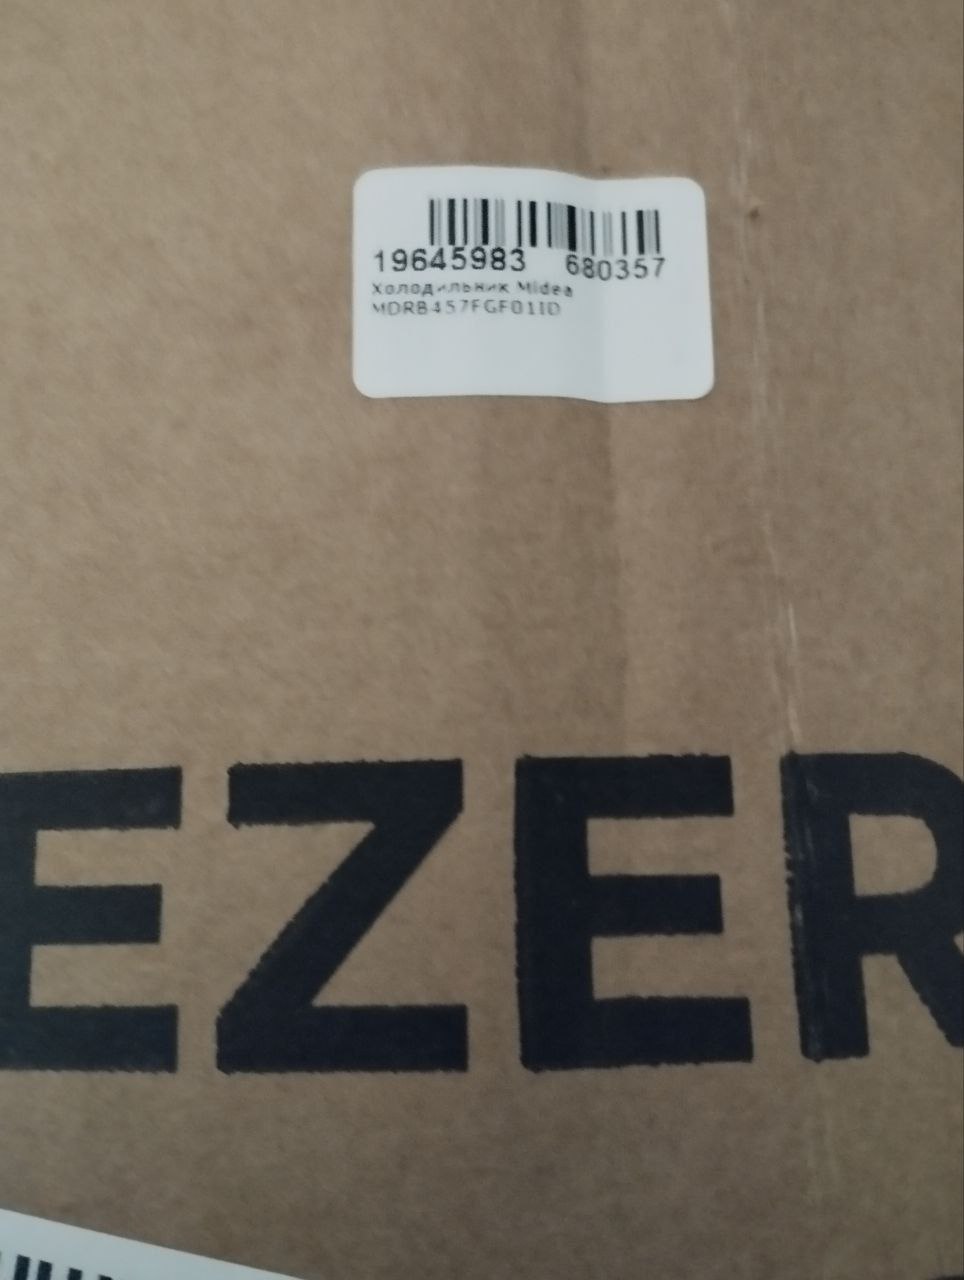 19645983 680357
Холодильник Midea
MDRB457FGF01ID
EZER